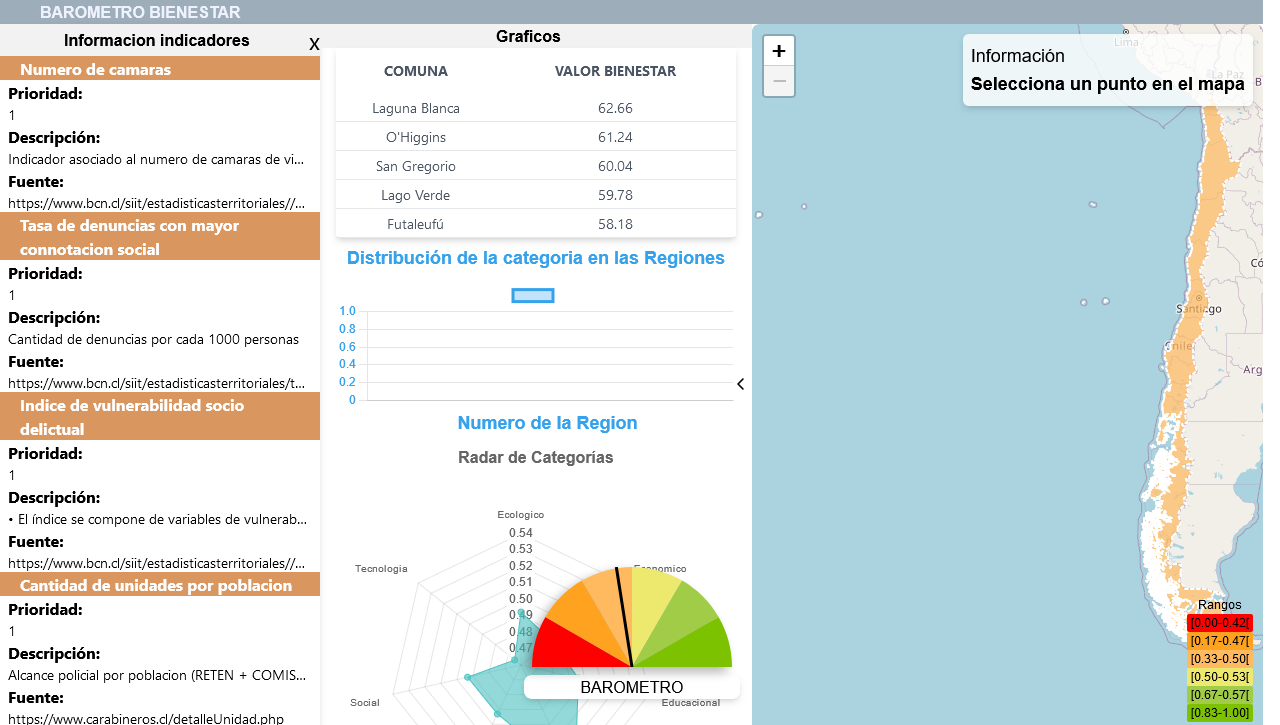 BAROMETRO BIENESTAR
Informacion indicadores
X
Numero de camaras
Prioridad:
1
Descripción:
Indicador asociado al numero de camaras de vi...
Fuente:
https://www.bcn.cl/siit/estadisticasterritoriales//...
Tasa de denuncias con mayor
connotacion social
Prioridad:
1
Descripción:
Cantidad de denuncias por cada 1000 personas
Fuente:
https://www.bcn.cl/siit/estadisticasterritoriales/t...
Indice de vulnerabilidad socio
delictual
Prioridad:
1
Descripción:
• El índice se compone de variables de vulnerab...
Fuente:
https://www.bcn.cl/siit/estadisticasterritoriales//...
Cantidad de unidades por poblacion
Prioridad:
1
Descripción:
Alcance policial por poblacion (RETEN + COMIS...
Fuente:
https://www.carabineros.cl/detalleUnidad.php
Graficos
COMUNA VALOR BIENESTAR
Laguna Blanca 62.66
O'Higgins 61.24
San Gregorio 60.04
Lago Verde 59.78
Futaleufú 58.18
Distribución de la categoria en las Regiones
1.0
0.8
0.6
0.4
0.2
0
Numero de la Region
Radar de Categorías
Ecologico
0.54
0.53
0.52
0.51
0.50
0.49
0.48
0.47
Tecnologia
Economico
Social
Educacional
BAROMETRO
+
−
Información
Selecciona un punto en el mapa
Lima
La Paz
B
Có
Santiago
Chile
Arg
Rangos
[0.00-0.42[
[0.17-0.47[
[0.33-0.50[
[0.50-0.53[
[0.67-0.57[
[0.83-1.00]